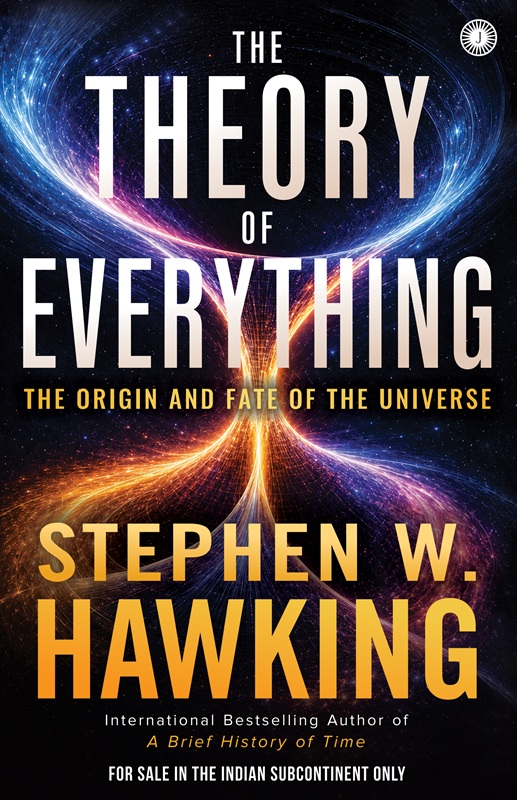 J
THE
THEORY
OF
EVERYTHING
THE ORIGIN AND FATE OF THE UNIVERSE
STEPHEN W.
HAWKING
International Bestselling Author of
A Brief History of Time
FOR SALE IN THE INDIAN SUBCONTINENT ONLY